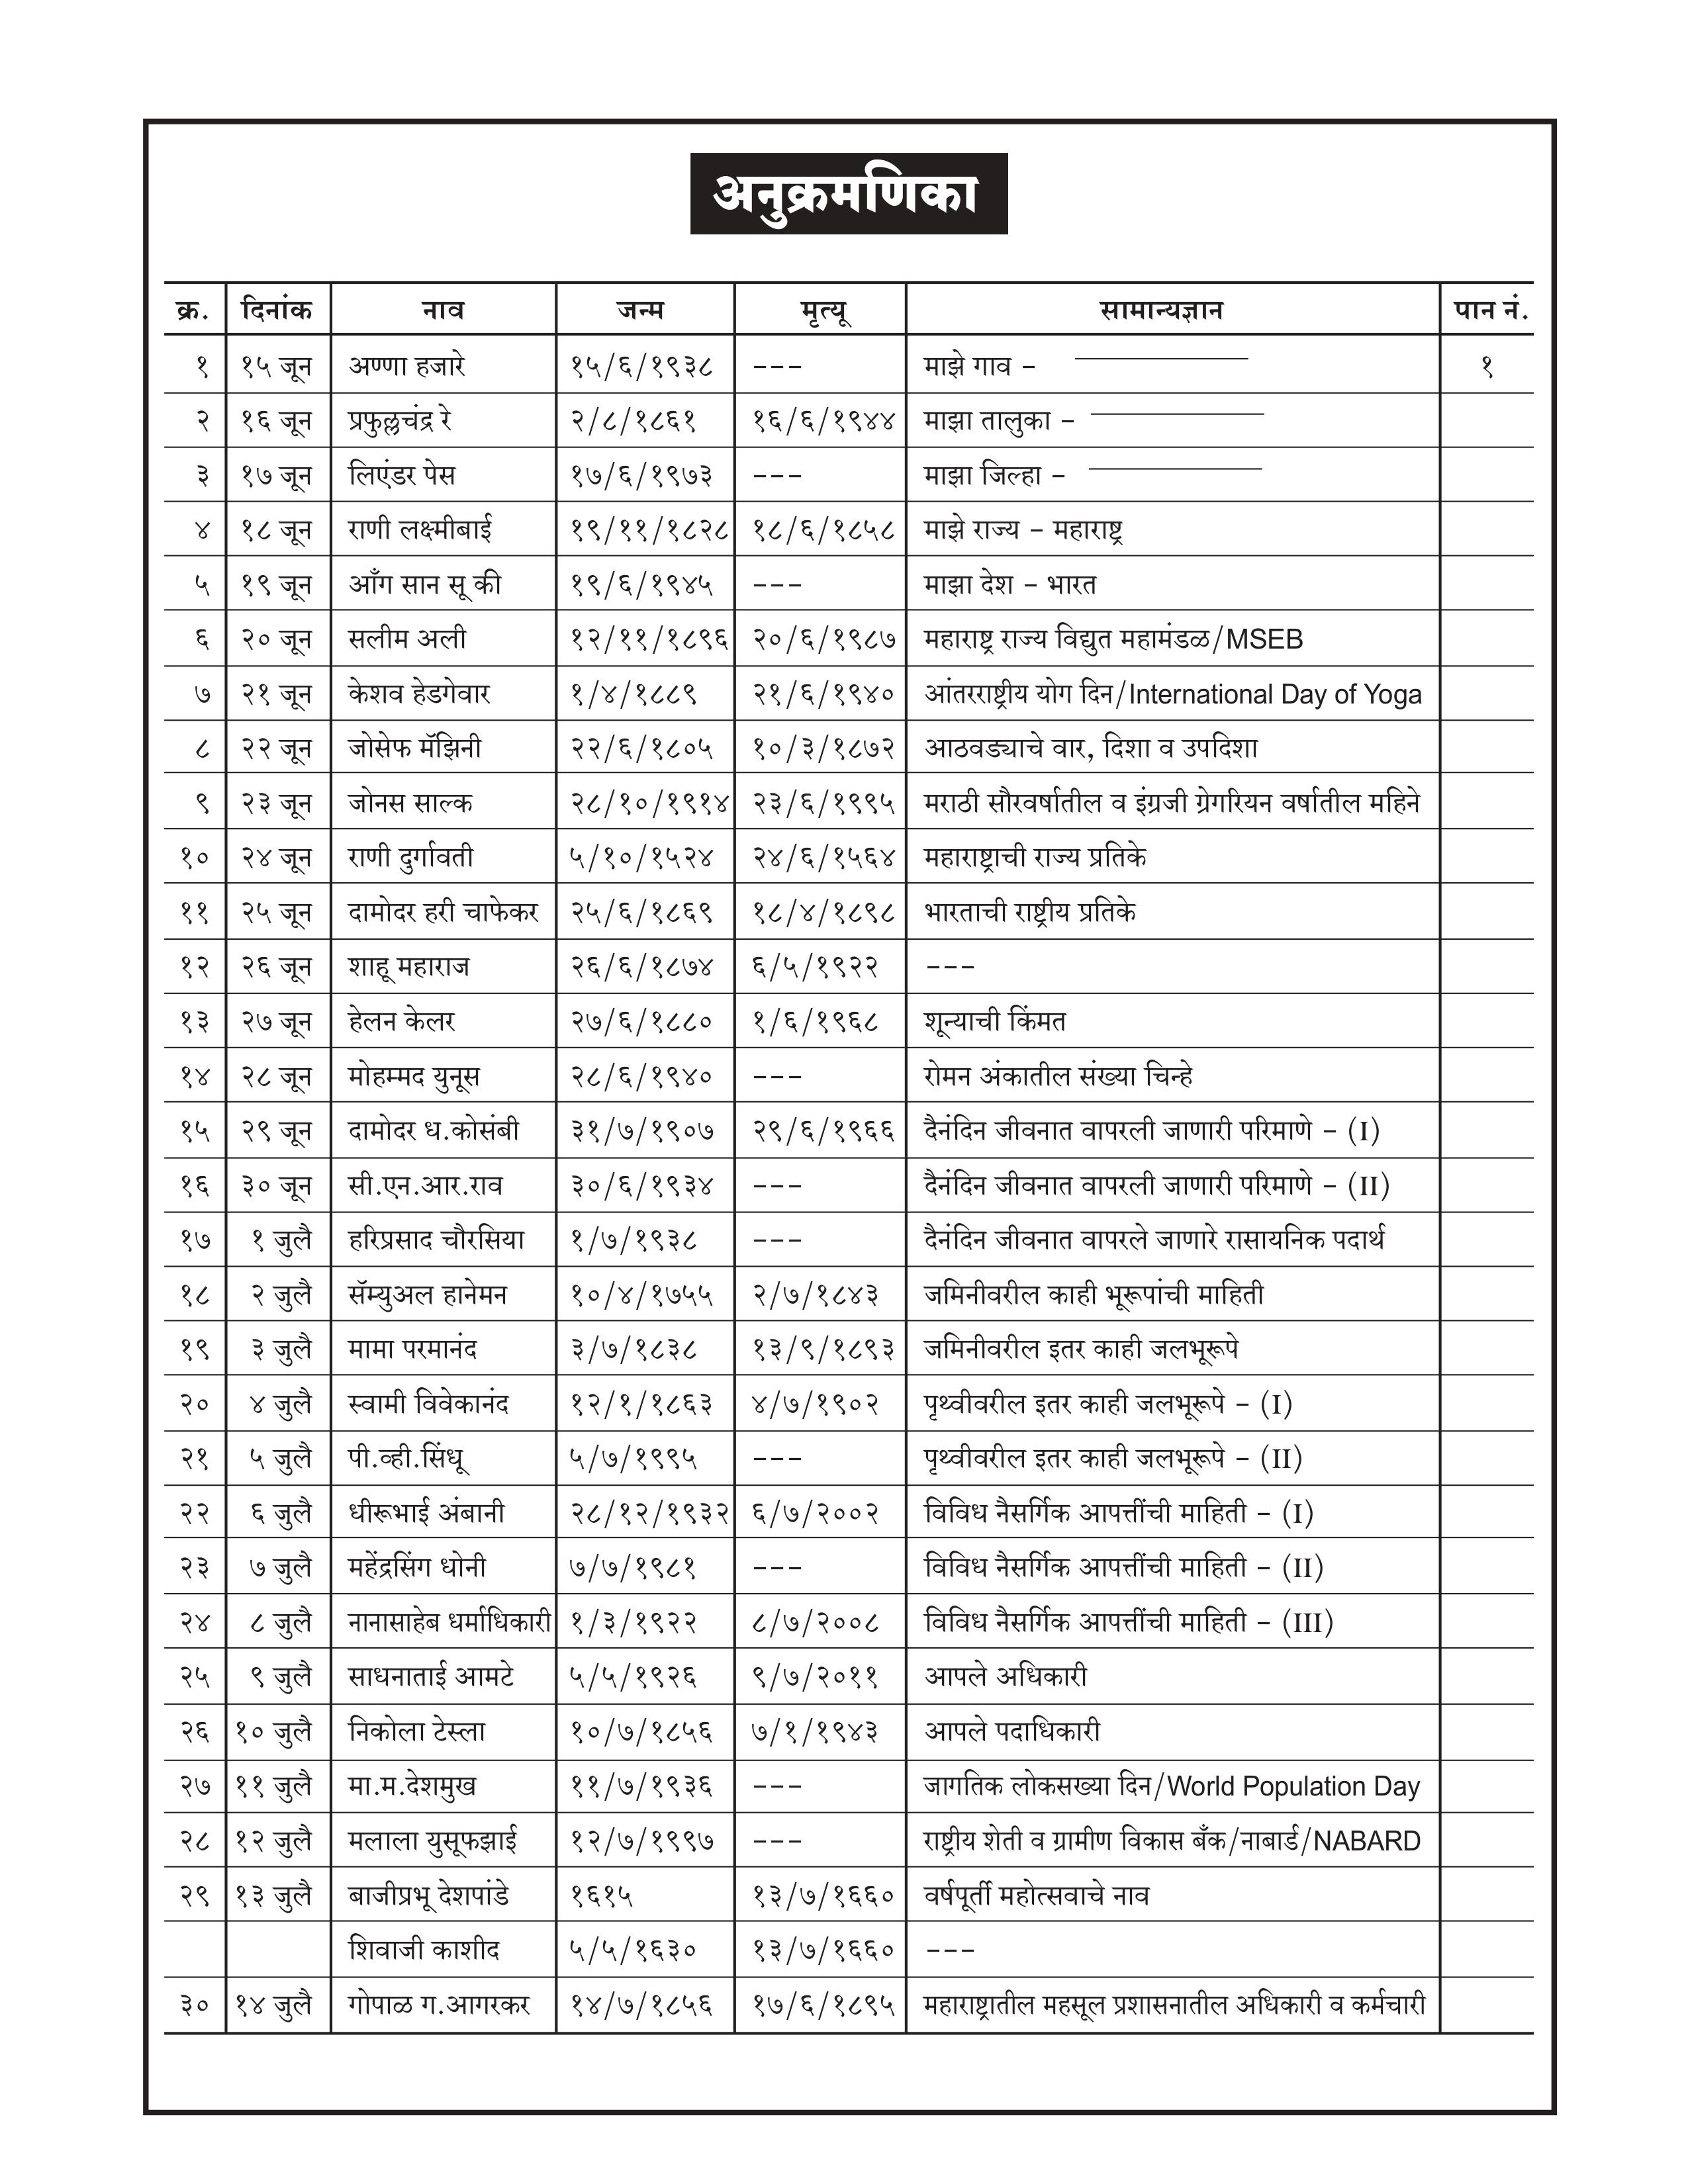 अनुक्रमणिका
क्र. दिनांक नाव जन्म मृत्यू सामान्यज्ञान पान नं.
१ १५ जून अण्णा हजारे १५/६/१९३८ --- माझे गाव - १
२ १६ जून प्रफुल्लचंद्र रे २/८/१८६१ १६/६/१९४४ माझा तालुका -
३ १७ जून लिएंडर पेस १७/६/१९७३ --- माझा जिल्हा -
४ १८ जून राणी लक्ष्मीबाई १९/११/१८२८ १८/६/१८५८ माझे राज्य - महाराष्ट्र
५ १९ जून आँग सान सू की १९/६/१९४५ --- माझा देश - भारत
६ २० जून सलीम अली १२/११/१८९६ २०/६/१९८७ महाराष्ट्र राज्य विद्युत महामंडळ/MSEB
७ २१ जून केशव हेडगेवार १/४/१८८९ २१/६/१९४० आंतरराष्ट्रीय योग दिन/International Day of Yoga
८ २२ जून जोसेफ मॅझिनी २२/६/१८०५ १०/३/१८७२ आठवड्याचे वार, दिशा व उपदिशा
९ २३ जून जोनस साल्क २८/१०/१९१४ २३/६/१९९५ मराठी सौरवर्षातील व इंग्रजी ग्रेगरियन वर्षातील महिने
१० २४ जून राणी दुर्गावती ५/१०/१५२४ २४/६/१५६४ महाराष्ट्राची राज्य प्रतिके
११ २५ जून दामोदर हरी चाफेकर २५/६/१८६९ १८/४/१८९८ भारताची राष्ट्रीय प्रतिके
१२ २६ जून शाहू महाराज २६/६/१८७४ ६/५/१९२२ ---
१३ २७ जून हेलन केलर २७/६/१८८० १/६/१९६८ शून्याची किंमत
१४ २८ जून मोहम्मद युनूस २८/६/१९४० --- रोमन अंकातील संख्या चिन्हे
१५ २९ जून दामोदर ध.कोसंबी ३१/७/१९०७ २९/६/१९६६ दैनंदिन जीवनात वापरली जाणारी परिमाणे - (I)
१६ ३० जून सी.एन.आर.राव ३०/६/१९३४ --- दैनंदिन जीवनात वापरली जाणारी परिमाणे - (II)
१७ १ जुलै हरिप्रसाद चौरसिया १/७/१९३८ --- दैनंदिन जीवनात वापरले जाणारे रासायनिक पदार्थ
१८ २ जुलै सॅम्युअल हानेमन १०/४/१७५५ २/७/१८४३ जमिनीवरील काही भूरूपांची माहिती
१९ ३ जुलै मामा परमानंद ३/७/१८३८ १३/९/१८९३ जमिनीवरील इतर काही जलभूरूपे
२० ४ जुलै स्वामी विवेकानंद १२/१/१८६३ ४/७/१९०२ पृथ्वीवरील इतर काही जलभूरूपे - (I)
२१ ५ जुलै पी.व्ही.सिंधू ५/७/१९९५ --- पृथ्वीवरील इतर काही जलभूरूपे - (II)
२२ ६ जुलै धीरूभाई अंबानी २८/१२/१९३२ ६/७/२००२ विविध नैसर्गिक आपत्तींची माहिती - (I)
२३ ७ जुलै महेंद्रसिंग धोनी ७/७/१९८१ --- विविध नैसर्गिक आपत्तींची माहिती - (II)
२४ ८ जुलै नानासाहेब धर्माधिकारी १/३/१९२२ ८/७/२००८ विविध नैसर्गिक आपत्तींची माहिती - (III)
२५ ९ जुलै साधनाताई आमटे ५/५/१९२६ ९/७/२०११ आपले अधिकारी
२६ १० जुलै निकोला टेस्ला १०/७/१८५६ ७/१/१९४३ आपले पदाधिकारी
२७ ११ जुलै मा.म.देशमुख ११/७/१९३६ --- जागतिक लोकसख्या दिन/World Population Day
२८ १२ जुलै मलाला युसूफझाई १२/७/१९९७ --- राष्ट्रीय शेती व ग्रामीण विकास बँक/नाबार्ड/NABARD
२९ १३ जुलै बाजीप्रभू देशपांडे १६१५ १३/७/१६६० वर्षपूर्ती महोत्सवाचे नाव
शिवाजी काशीद ५/५/१६३० १३/७/१६६० ---
३० १४ जुलै गोपाळ ग.आगरकर १४/७/१८५६ १७/६/१८९५ महाराष्ट्रातील महसूल प्रशासनातील अधिकारी व कर्मचारी